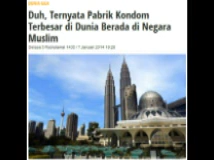 Duh, Ternyata Pabrik Kondom
Terbesar di Dunia Berada di Negara
Muslim